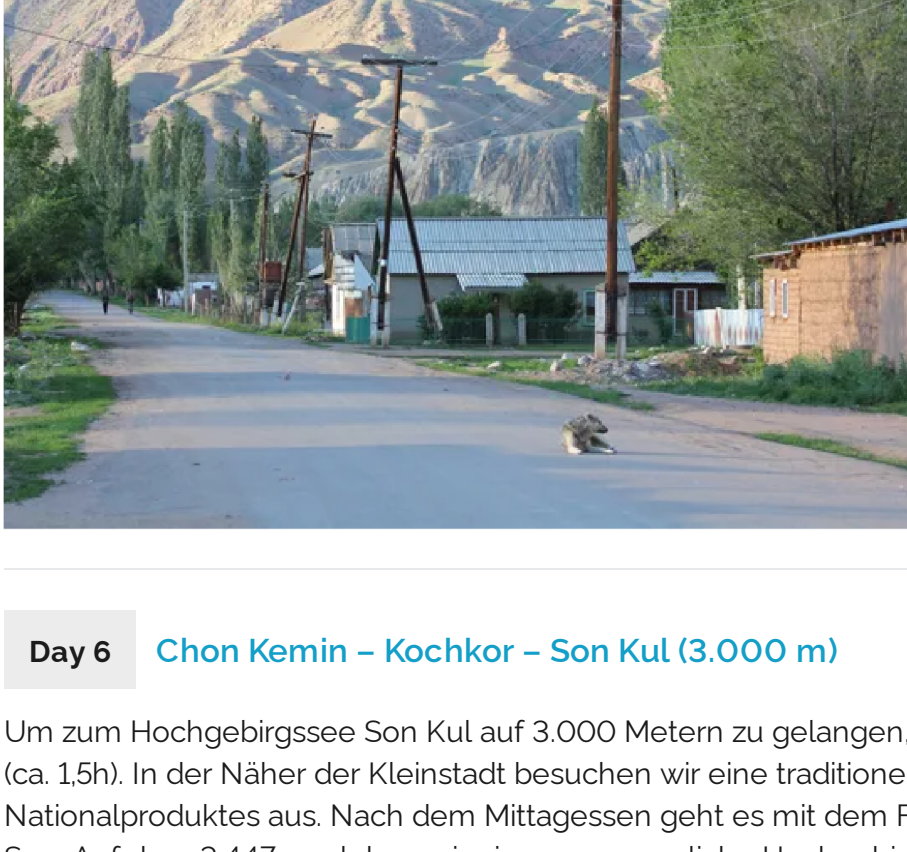 Day 6
Chon Kemin – Kochkor – Son Kul (3.000 m)
Um zum Hochgebirgssee Son Kul auf 3.000 Metern zu gelangen,
(ca. 1,5h). In der Näher der Kleinstadt besuchen wir eine
Nationalproduktes aus. Nach dem Mittagessen geht es mit dem